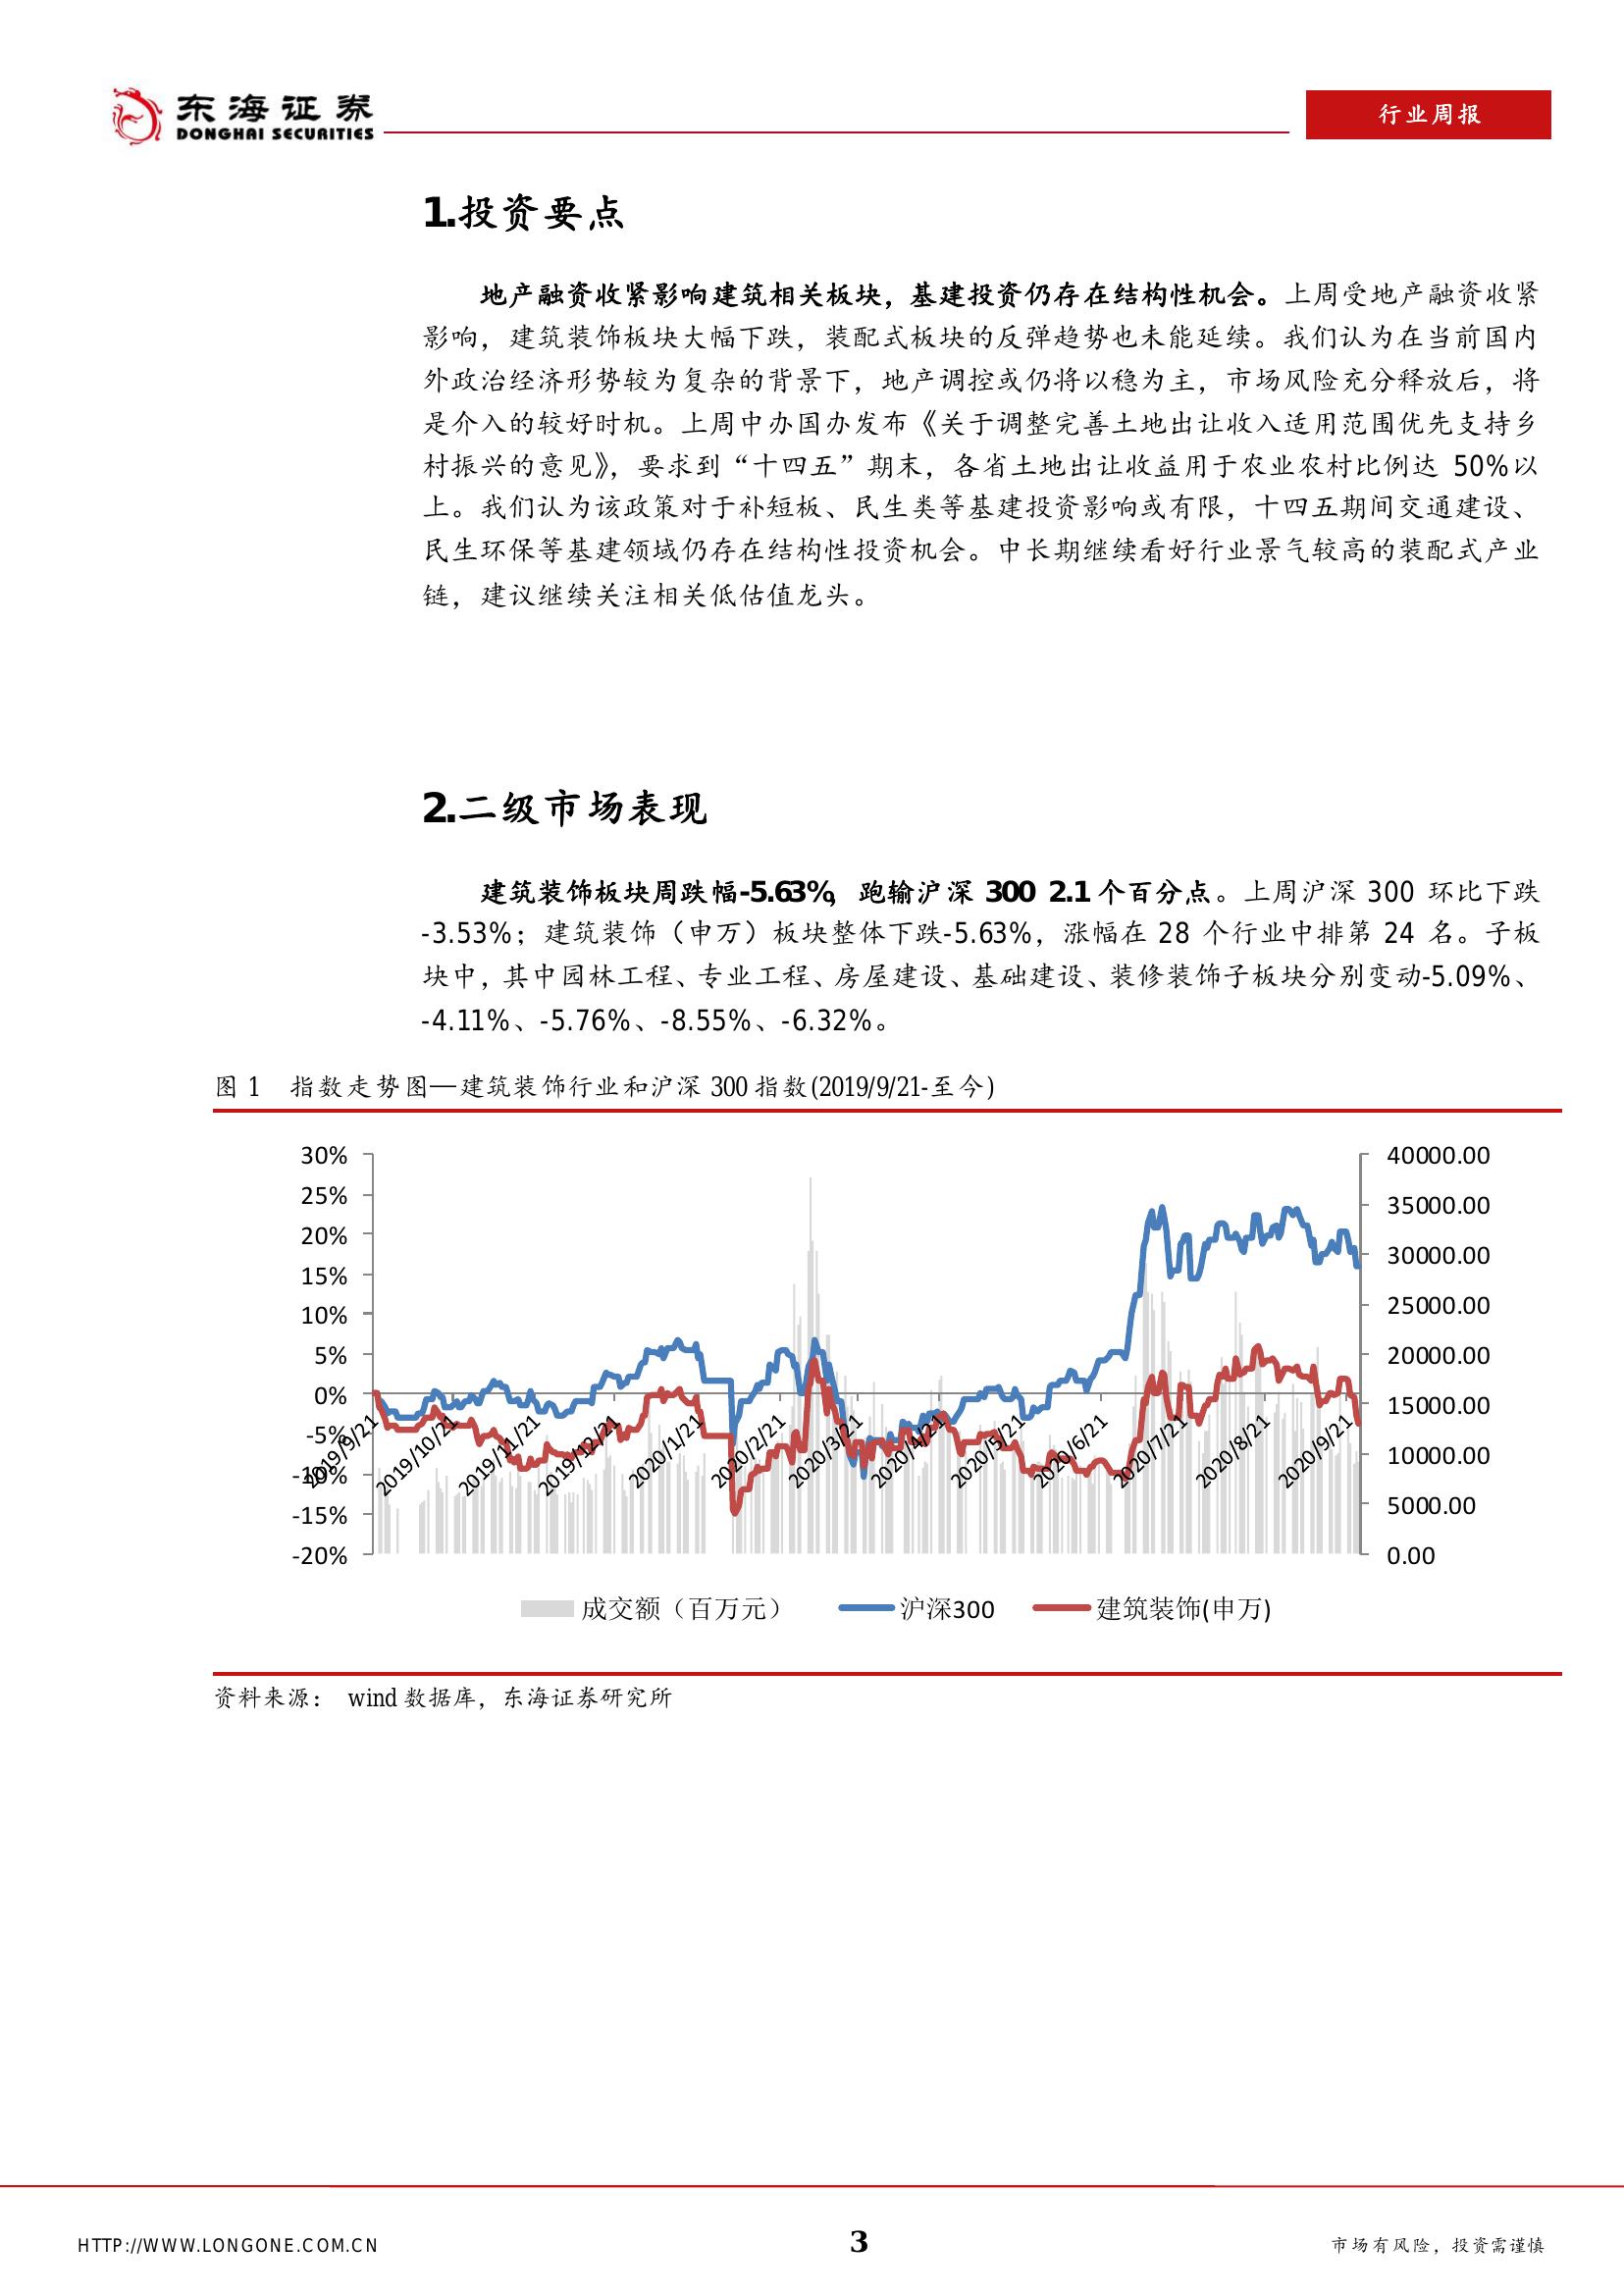 东海证券
DONGHAI SECURITIES
行业周报
1.投资要点
地产融资收紧影响建筑相关板块，基建投资仍存在结构性机会。上周受地产融资收紧
影响，建筑装饰板块大幅下跌，装配式板块的反弹趋势也未能延续。我们认为在当前国内
外政治经济形势较为复杂的背景下，地产调控或仍将以稳为主，市场风险充分释放后，将
是介入的较好时机。上周中办国办发布《关于调整完善土地出让收入适用范围优先支持乡
村振兴的意见》，要求到“十四五”期末，各省土地出让收益用于农业农村比例达 50%以
上。我们认为该政策对于补短板、民生类等基建投资影响或有限，十四五期间交通建设、
民生环保等基建领域仍存在结构性投资机会。中长期继续看好行业景气较高的装配式产业
链，建议继续关注相关低估值龙头。
2.二级市场表现
建筑装饰板块周跌幅-5.63%，跑输沪深 300 2.1 个百分点。上周沪深 300 环比下跌
-3.53%；建筑装饰（申万）板块整体下跌-5.63%，涨幅在 28 个行业中排第 24 名。子板
块中，其中园林工程、专业工程、房屋建设、基础建设、装修装饰子板块分别变动-5.09%、
-4.11%、-5.76%、-8.55%、-6.32%。
图 1 指数走势图—建筑装饰行业和沪深 300 指数(2019/9/21-至今)
30%
25%
20%
15%
10%
5%
0%
-5%
-10%
-15%
-20%
40000.00
35000.00
30000.00
25000.00
20000.00
15000.00
10000.00
5000.00
0.00
2019/9/21
2019/10/21
2019/11/21
2019/12/21
2020/1/21
2020/2/21
2020/3/21
2020/4/21
2020/5/21
2020/6/21
2020/7/21
2020/8/21
2020/9/21
成交额（百万元） 沪深300 建筑装饰(申万)
资料来源： wind 数据库，东海证券研究所
HTTP://WWW.LONGONE.COM.CN 3 市场有风险，投资需谨慎